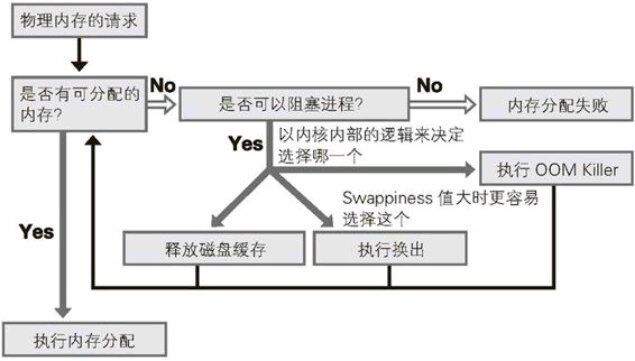 物理内存的请求
是否有可分配的
内存?
No
是否可以阻塞进程?
No
内存分配失败
Yes
以内核内部的逻辑来决定
选择哪一个
执行 OOM Killer
Swappiness 值大时更容易
选择这个
Yes
释放磁盘缓存
执行换出
执行内存分配